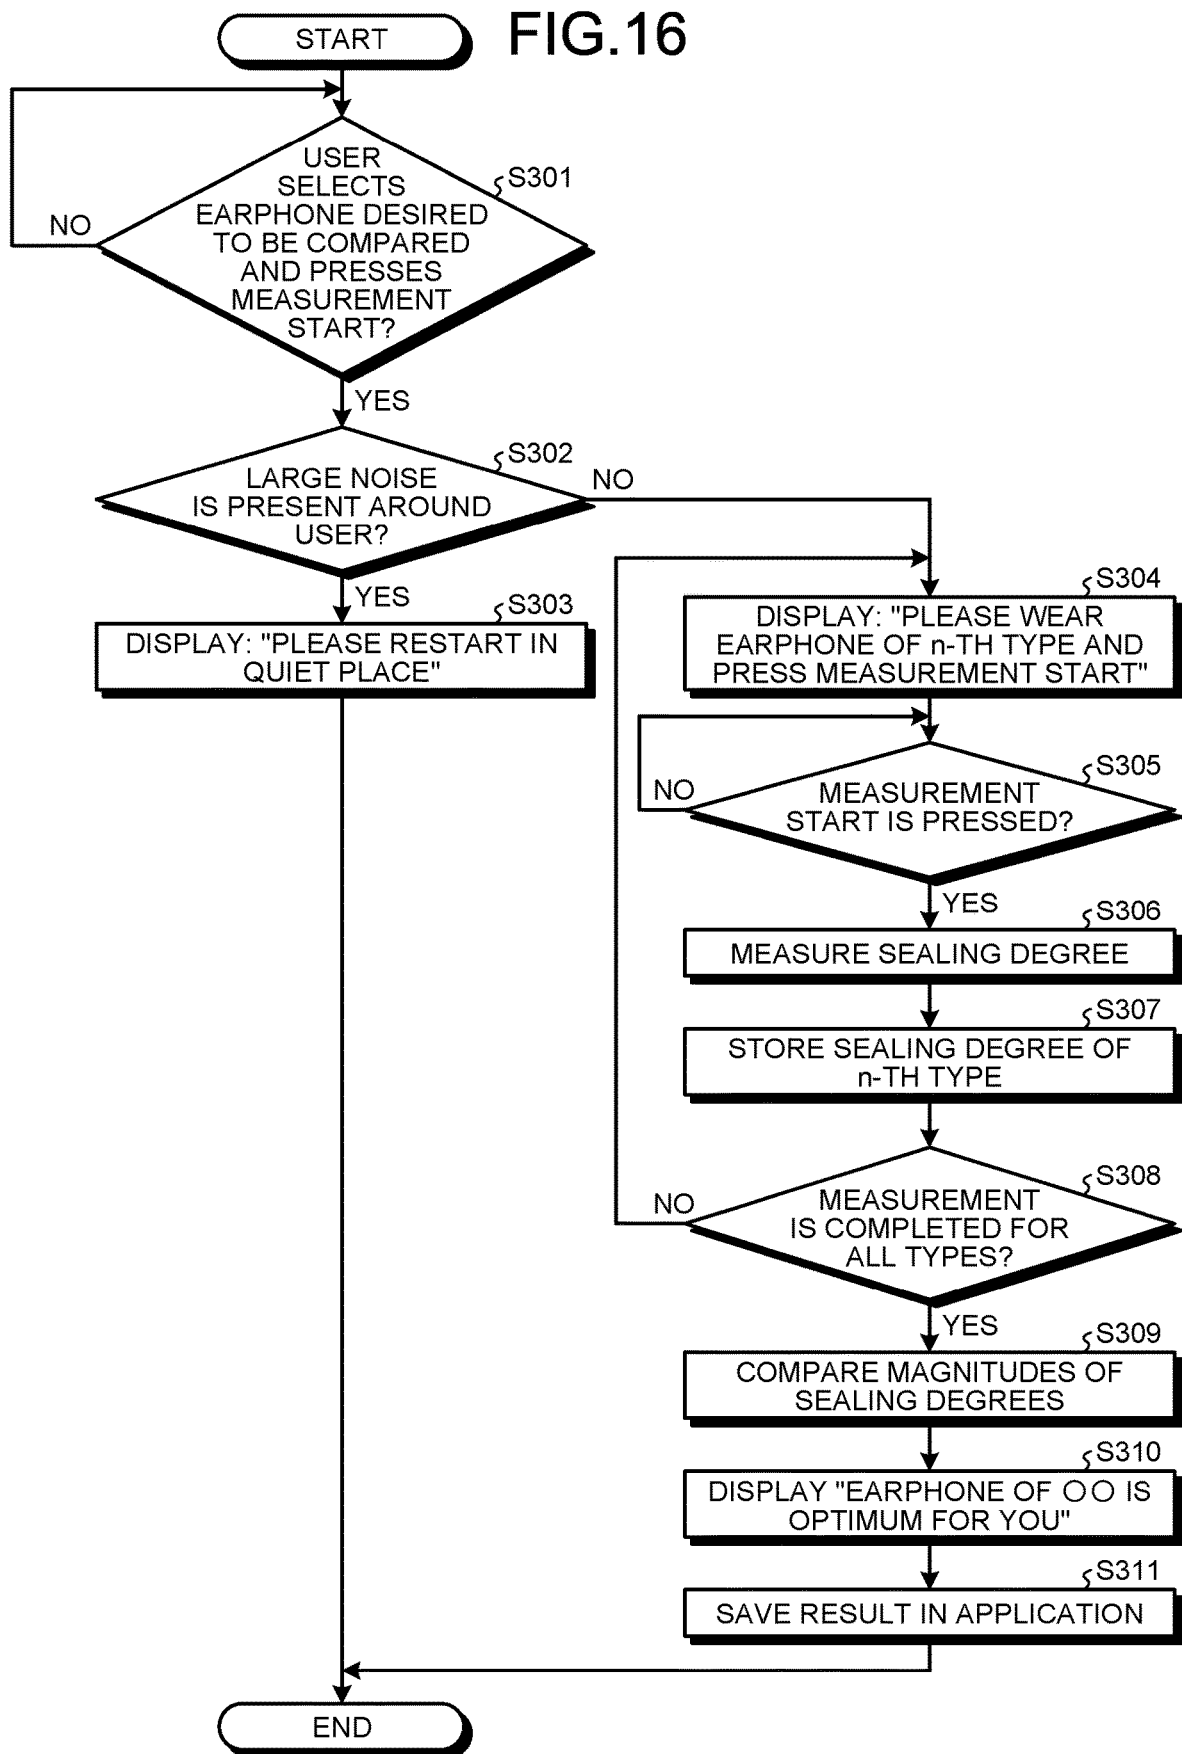 START
FIG.16
USER
SELECTS
EARPHONE DESIRED
TO BE COMPARED
AND PRESSES
MEASUREMENT
START?
S301
NO
YES
LARGE NOISE
IS PRESENT AROUND
USER?
S302
NO
YES
S303
DISPLAY: "PLEASE RESTART IN
QUIET PLACE"
S304
DISPLAY: "PLEASE WEAR
EARPHONE OF n-TH TYPE AND
PRESS MEASUREMENT START"
S305
NO
MEASUREMENT
START IS PRESSED?
YES
S306
MEASURE SEALING DEGREE
S307
STORE SEALING DEGREE OF
n-TH TYPE
S308
NO
MEASUREMENT
IS COMPLETED FOR
ALL TYPES?
YES
S309
COMPARE MAGNITUDES OF
SEALING DEGREES
S310
DISPLAY "EARPHONE OF ○○ IS
OPTIMUM FOR YOU"
S311
SAVE RESULT IN APPLICATION
END